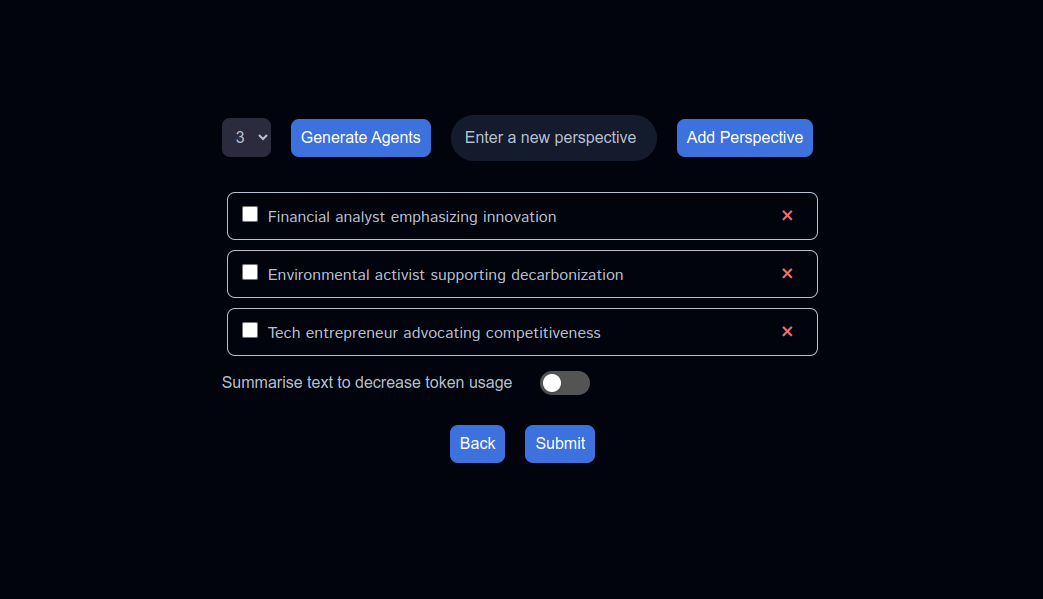 3 Generate Agents Enter a new perspective Add Perspective
Financial analyst emphasizing innovation ×
Environmental activist supporting decarbonization ×
Tech entrepreneur advocating competitiveness ×
Summarise text to decrease token usage
Back Submit